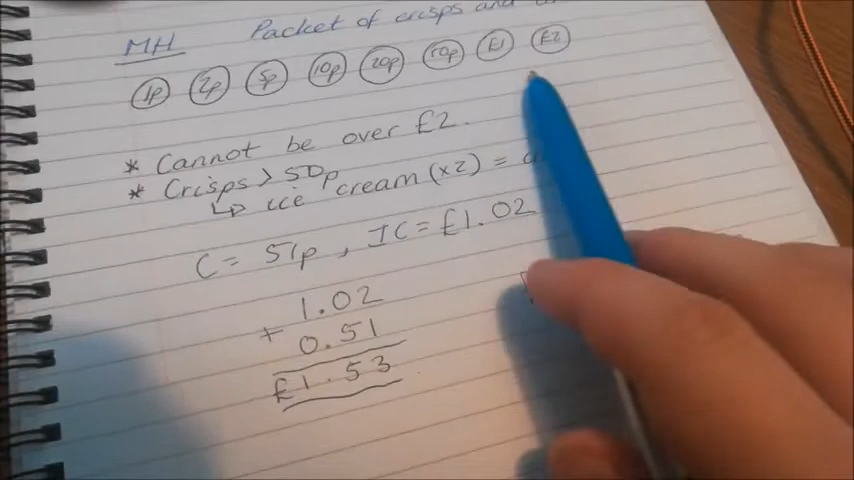 MH Packet of crisps and
1p 2p 5p 10p 20p 50p £1 £2
* Cannot be over £2.
* Crisps > 50p
↳ ice cream (x2) =
C = 51p, IC = £1.02
1.02
+ 0.51
£1.53